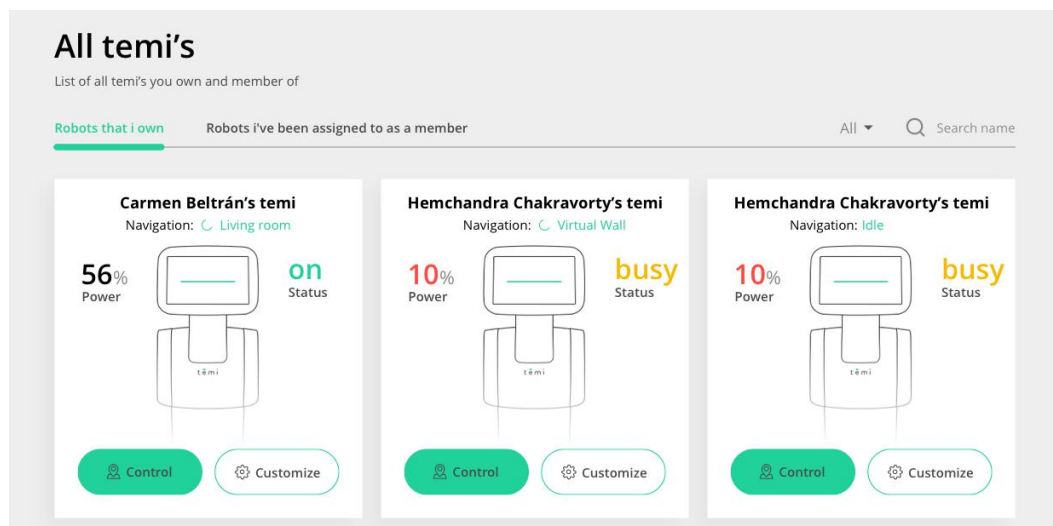 All temi's
List of all temi's you own and member of
Robots that i own
Robots i've been assigned to as a member
All
Search name
Carmen Beltrán's temi
Navigation: Living room
56%
Power
on
Status
temi
Control
Customize
Hemchandra Chakravorty's temi
Navigation: Virtual Wall
10%
Power
busy
Status
temi
Control
Customize
Hemchandra Chakravorty's temi
Navigation: Idle
10%
Power
busy
Status
temi
Control
Customize